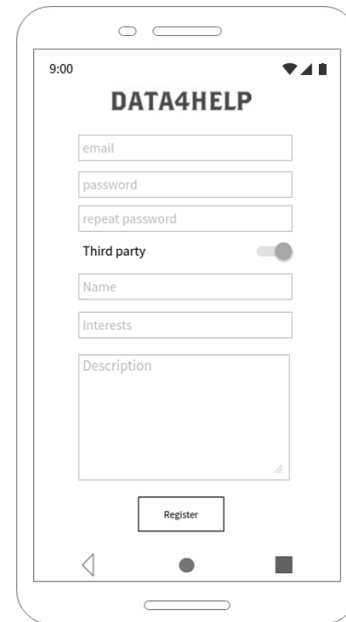 9:00
DATA4HELP
email
password
repeat password
Third party
Name
Interests
Description
Register